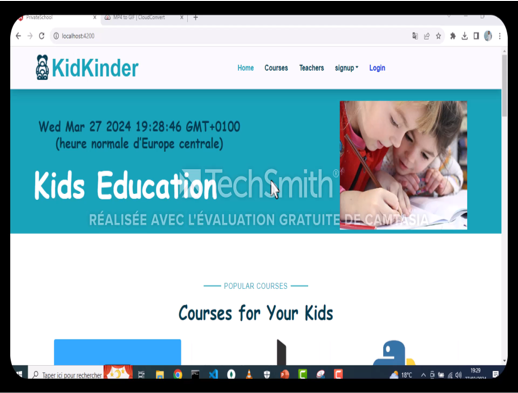 PrivateSchool
MP4 to GIF | CloudConvert
localhost:4200
KidKinder
Home Courses Teachers signup Login
Wed Mar 27 2024 19:28:46 GMT+0100
(heure normale d'Europe centrale)
Kids Education
TechSmith
RÉALISÉE AVEC L'ÉVALUATION GRATUITE DE CAMTASIA
POPULAR COURSES
Courses for Your Kids
Taper ici pour rechercher
18°C
19:29